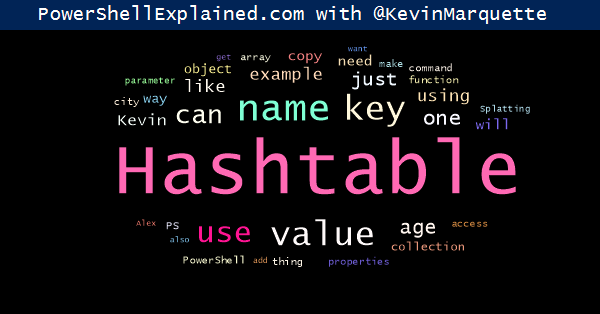 PowerShellExplained.com with @KevinMarquette
want
get array copy need make
object example just command
parameter like function
city way can name key using
Kevin one Splatting
will
Hashtable
Alex PS use value age access
also collection
PowerShell add thing properties